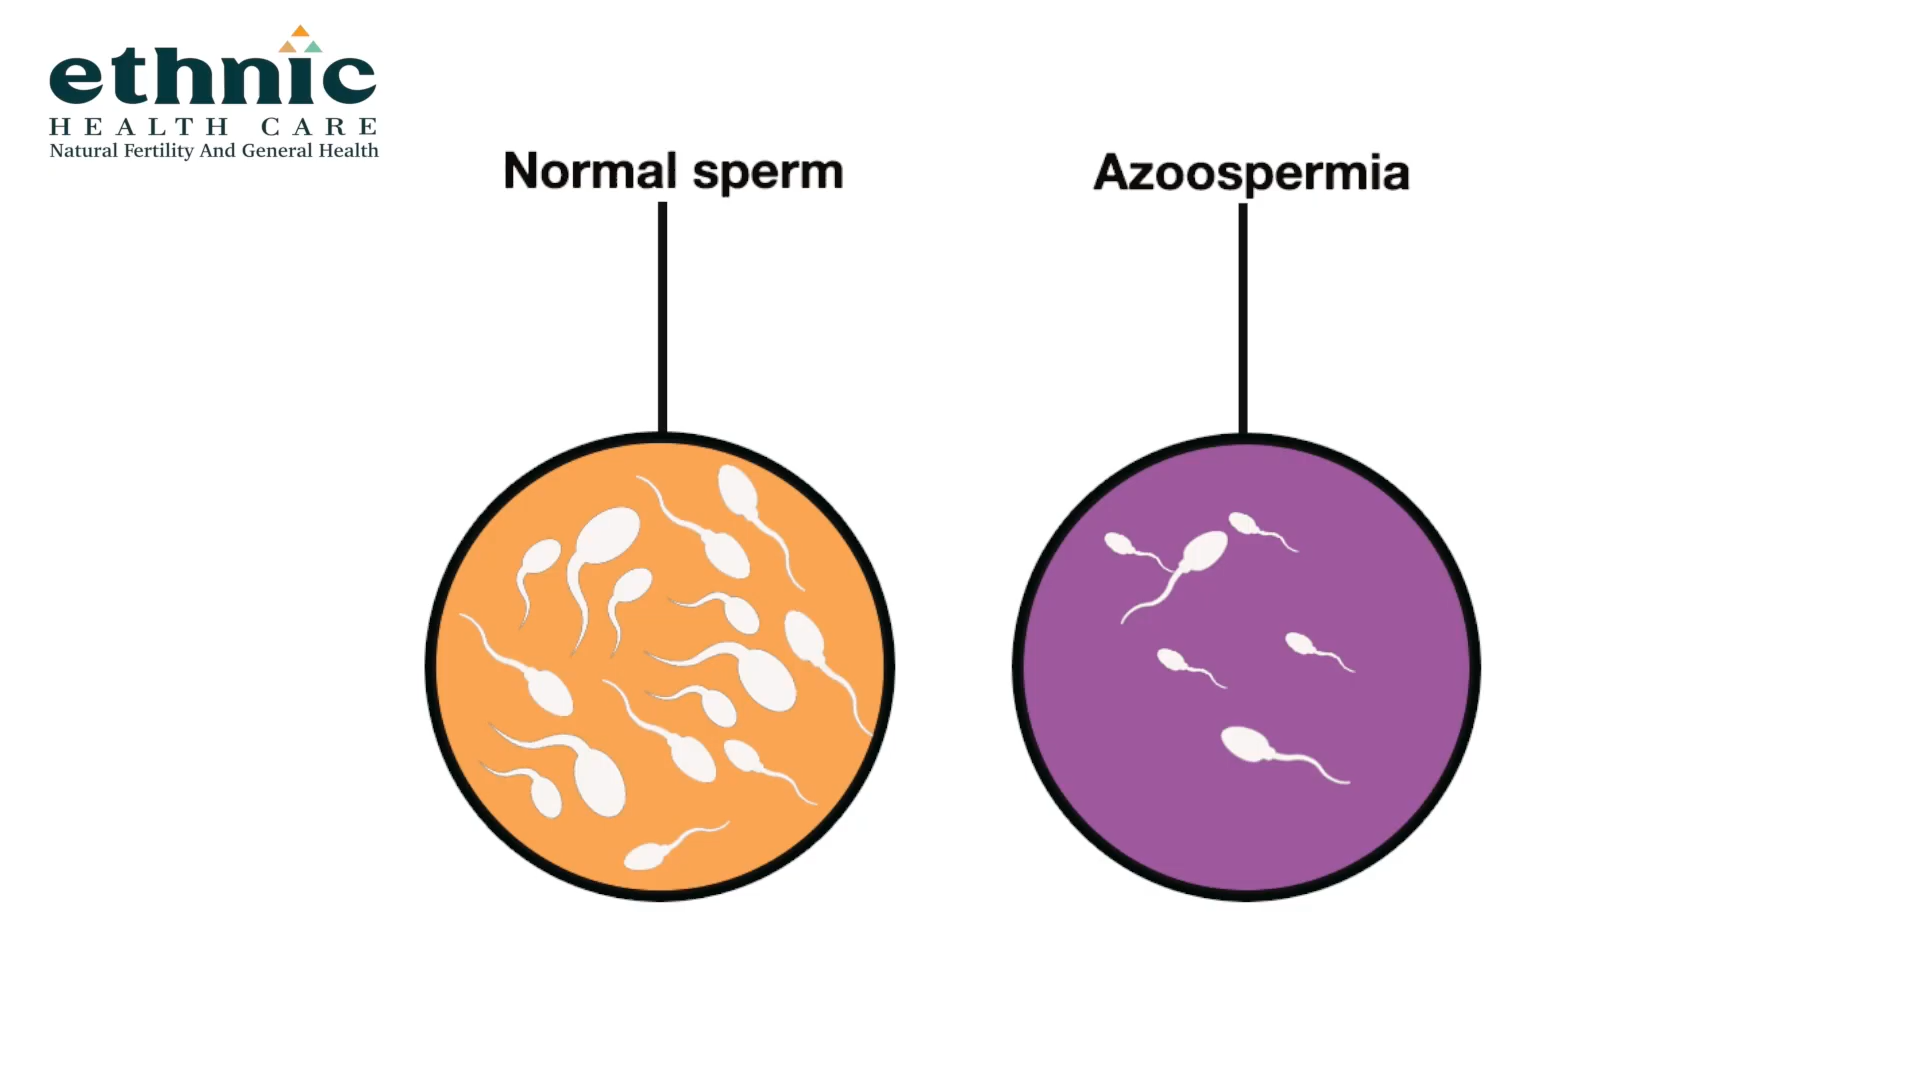 ethnic
HEALTH CARE
Natural Fertility And General Health
Normal sperm
Azoospermia